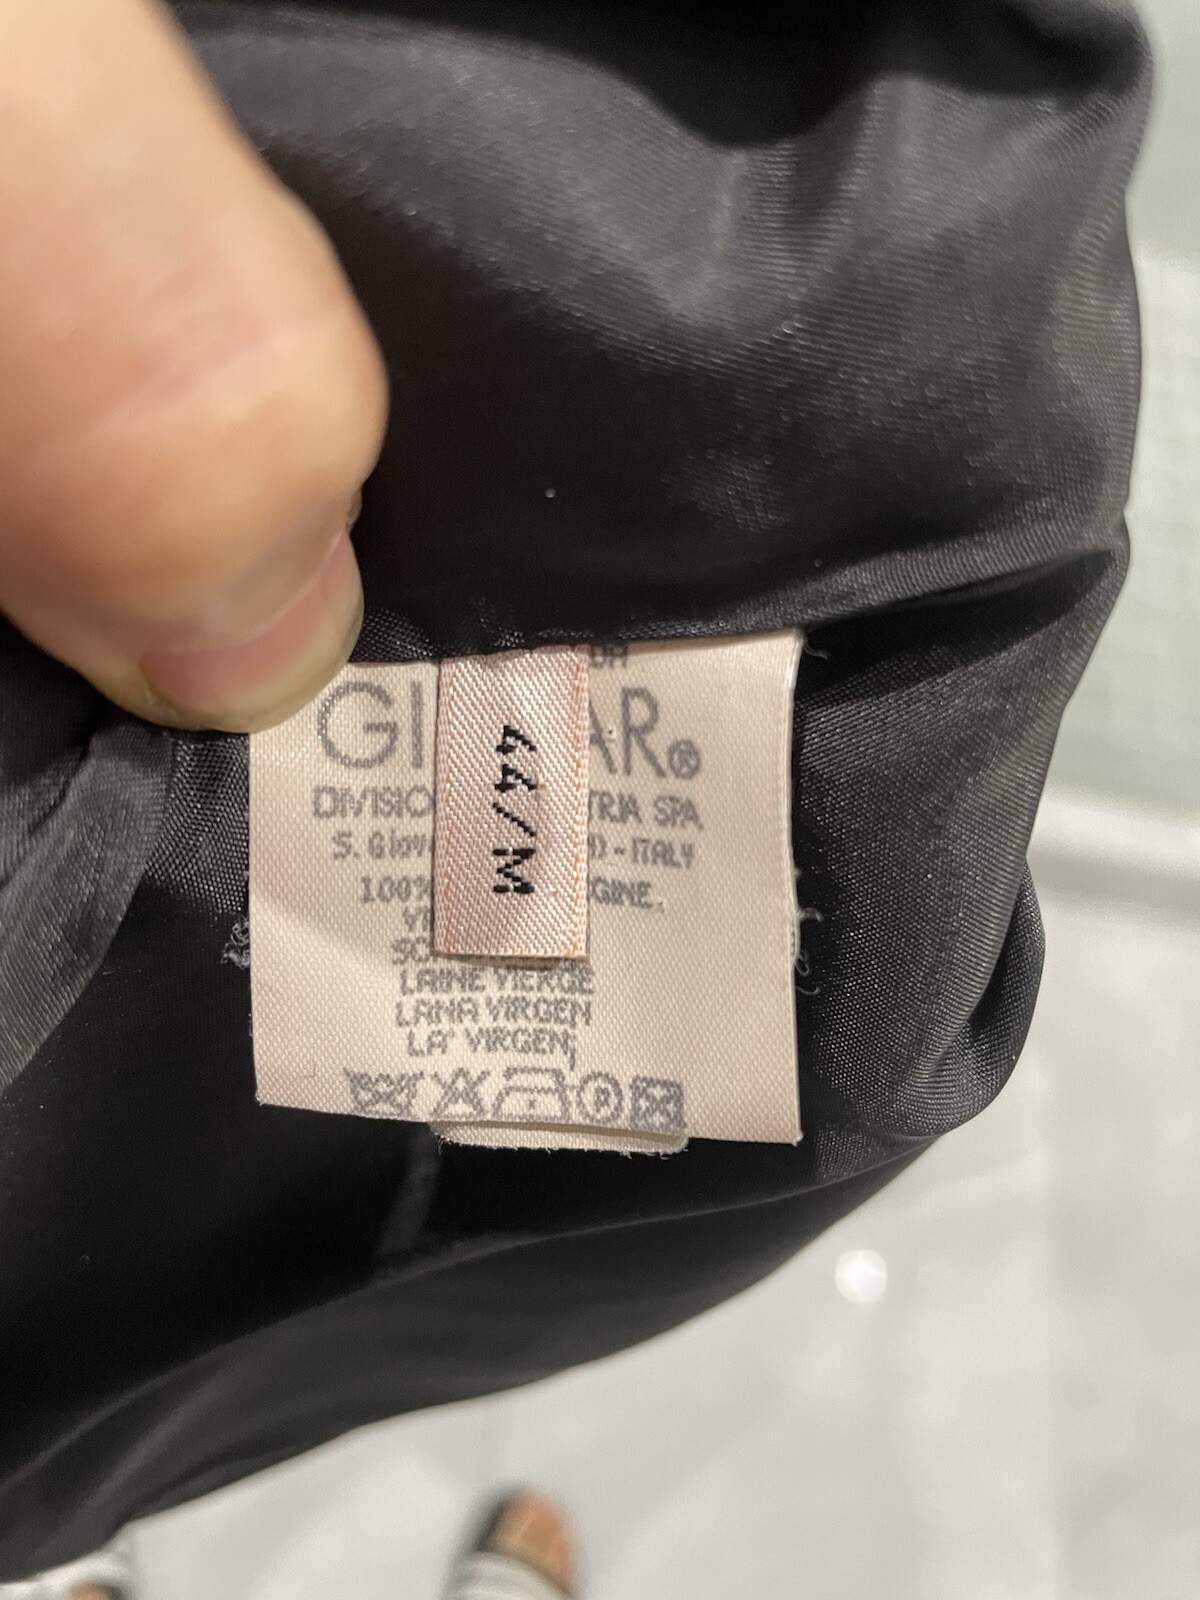 GI AR®
DIVISIO TRIA SPA
S. Giov D - ITALY
100% GINE.
LAINE VIERGE
LANA VIRGEN
LA' VIRGEN
44/M
P